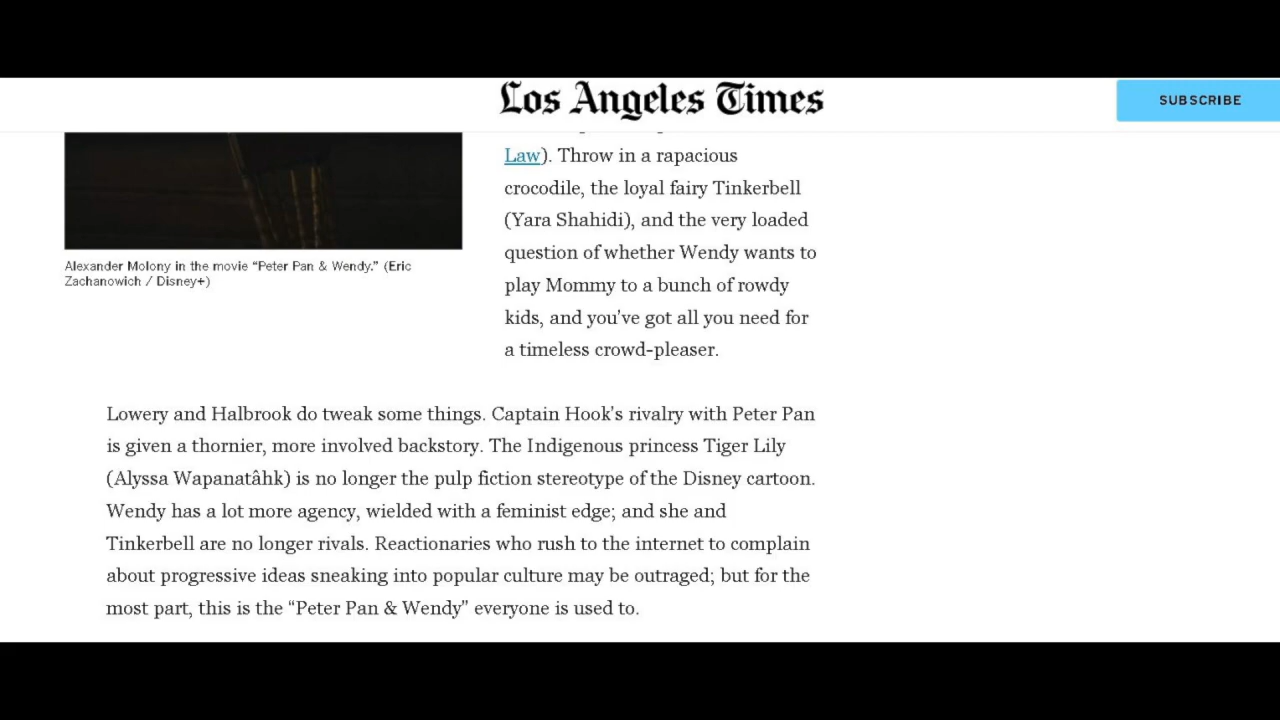 Los Angeles Times
SUBSCRIBE
Law). Throw in a rapacious
crocodile, the loyal fairy Tinkerbell
(Yara Shahidi), and the very loaded
question of whether Wendy wants to
play Mommy to a bunch of rowdy
kids, and you’ve got all you need for
a timeless crowd-pleaser.
Alexander Molony in the movie “Peter Pan & Wendy.” (Eric
Zachanowich / Disney+)
Lowery and Halbrook do tweak some things. Captain Hook’s rivalry with Peter Pan
is given a thornier, more involved backstory. The Indigenous princess Tiger Lily
(Alyssa Wapanatâhk) is no longer the pulp fiction stereotype of the Disney cartoon.
Wendy has a lot more agency, wielded with a feminist edge; and she and
Tinkerbell are no longer rivals. Reactionaries who rush to the internet to complain
about progressive ideas sneaking into popular culture may be outraged; but for the
most part, this is the “Peter Pan & Wendy” everyone is used to.